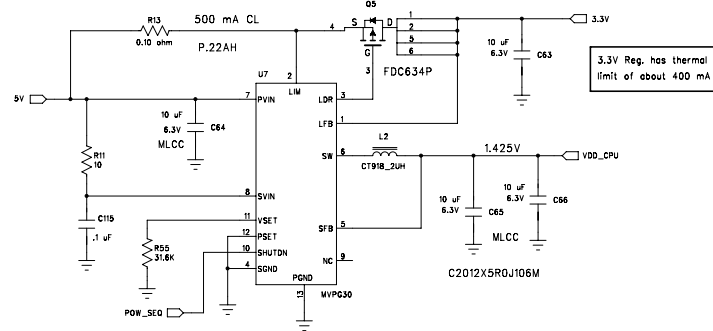 Q5
R13
0.10 ohm
500 mA CL
P.22AH
4
S
D
G
3
1
2
5
6
FDC634P
3.3V
10 uF
6.3V
C63
3.3V Reg. has thermal
limit of about 400 mA
5V
U7
2
LIM
7
PVIN
LDR
3
LFB
1
10 uF
6.3V
C64
MLCC
R11
10
SW
6
L2
CT918_2UH
1.425V
VDD_CPU
8
SVIN
C115
.1 uF
11
VSET
12
PSET
10
SHUTDN
4
SGND
SFB
5
NC
9
PGND
13
MVPG30
R55
31.6K
POW_SEQ
10 uF
6.3V
C65
10 uF
6.3V
C66
MLCC
C2012X5R0J106M